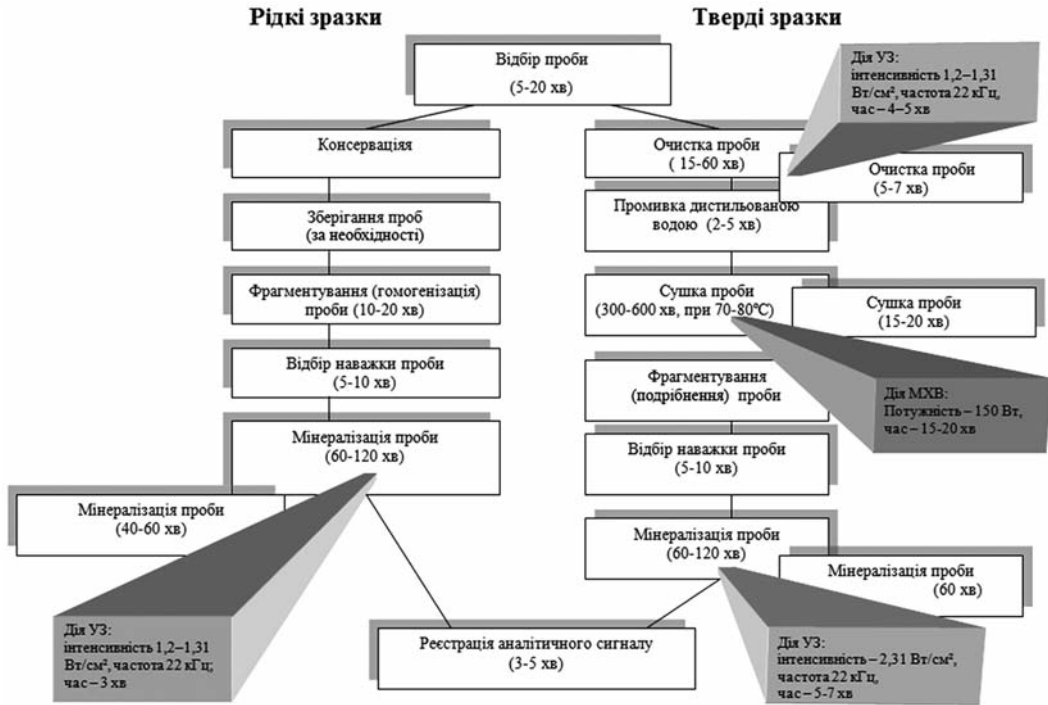 Рідкі зразки
Тверді зразки
Відбір проби
(5-20 хв)
Дія УЗ:
інтенсивність 1,2–1,31
Вт/см², частота 22 кГц,
час – 4–5 хв
Консерваціяя
Очистка проби
( 15-60 хв)
Очистка проби
(5-7 хв)
Зберігання проб
(за необхідності)
Промивка дистильованою
водою (2-5 хв)
Фрагментування (гомогенізація)
проби (10-20 хв)
Сушка проби
(300-600 хв, при 70-80ºС)
Сушка проби
(15-20 хв)
Відбір наважки проби
(5-10 хв)
Фрагментування
(подрібнення) проби
Дія МХВ:
Потужність – 150 Вт,
час – 15-20 хв
Мінералізація проби
(60-120 хв)
Відбір наважки проби
(5-10 хв)
Мінералізація проби
(40-60 хв)
Мінералізація проби
(60-120 хв)
Мінералізація проби
(60 хв)
Дія УЗ:
інтенсивність 1,2–1,31
Вт/см², частота 22 кГц;
час – 3 хв
Реєстрація аналітичного сигналу
(3-5 хв)
Дія УЗ:
інтенсивність – 2,31 Вт/см²,
частота 22 кГц,
час – 5-7 хв